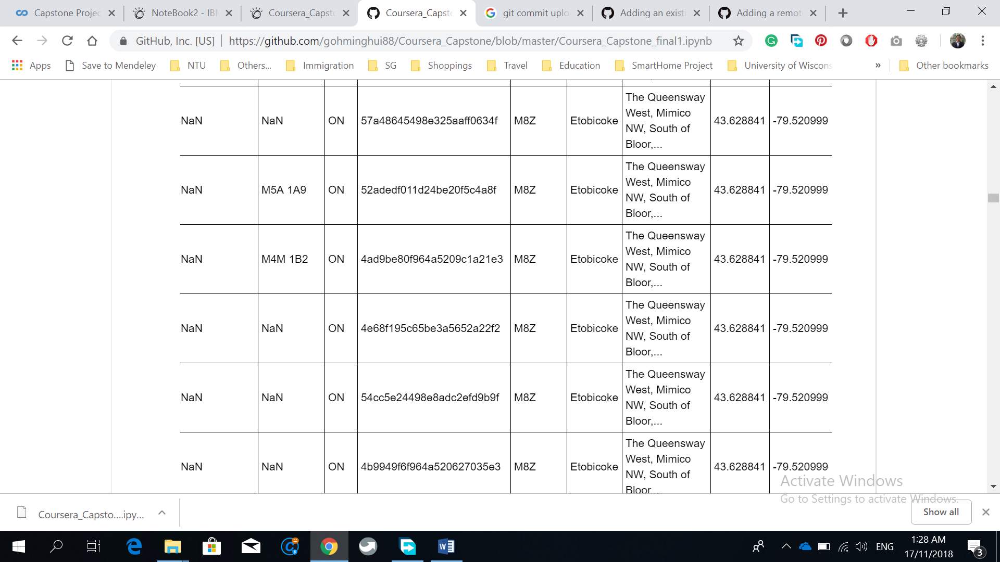 Capstone Projec
NoteBook2 - IBM
Coursera_Capsto
Coursera_Capsto
git commit uplo
Adding an existi
Adding a remot
GitHub, Inc. [US]
https://github.com/gohminghui88/Coursera_Capstone/blob/master/Coursera_Capstone_final1.ipynb
Apps
Save to Mendeley
NTU
Others...
Immigration
SG
Shoppings
Travel
Education
SmartHome Project
University of Wiscons
»
Other bookmarks
NaN NaN ON 57a48645498e325aaff0634f M8Z Etobicoke
The Queensway
West, Mimico
NW, South of
Bloor,...
43.628841 -79.520999
NaN M5A 1A9 ON 52adedf011d24be20f5c4a8f M8Z Etobicoke
The Queensway
West, Mimico
NW, South of
Bloor,...
43.628841 -79.520999
NaN M4M 1B2 ON 4ad9be80f964a5209c1a21e3 M8Z Etobicoke
The Queensway
West, Mimico
NW, South of
Bloor,...
43.628841 -79.520999
NaN NaN ON 4e68f195c65be3a5652a22f2 M8Z Etobicoke
The Queensway
West, Mimico
NW, South of
Bloor,...
43.628841 -79.520999
NaN NaN ON 54cc5e24498e8adc2efd9b9f M8Z Etobicoke
The Queensway
West, Mimico
NW, South of
Bloor,...
43.628841 -79.520999
NaN NaN ON 4b9949f6f964a520627035e3 M8Z Etobicoke
The Queensway
West, Mimico
NW, South of
Bloor,...
43.628841 -79.520999
Activate Windows
Go to Settings to activate Windows.
Coursera_Capsto....ipy...
Show all
ENG
1:28 AM
17/11/2018
3